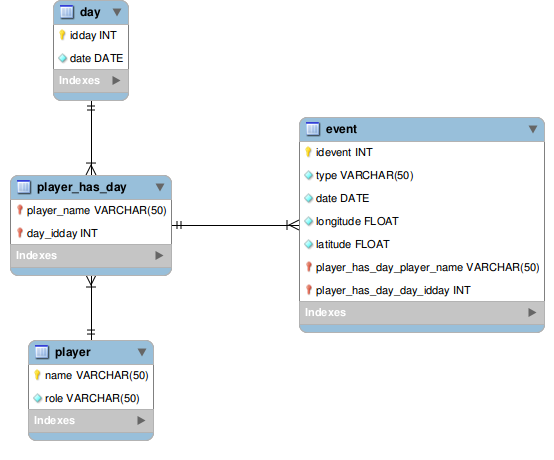 day
idday INT
date DATE
Indexes
player_has_day
player_name VARCHAR(50)
day_idday INT
Indexes
player
name VARCHAR(50)
role VARCHAR(50)
Indexes
event
idevent INT
type VARCHAR(50)
date DATE
longitude FLOAT
latitude FLOAT
player_has_day_player_name VARCHAR(50)
player_has_day_day_idday INT
Indexes